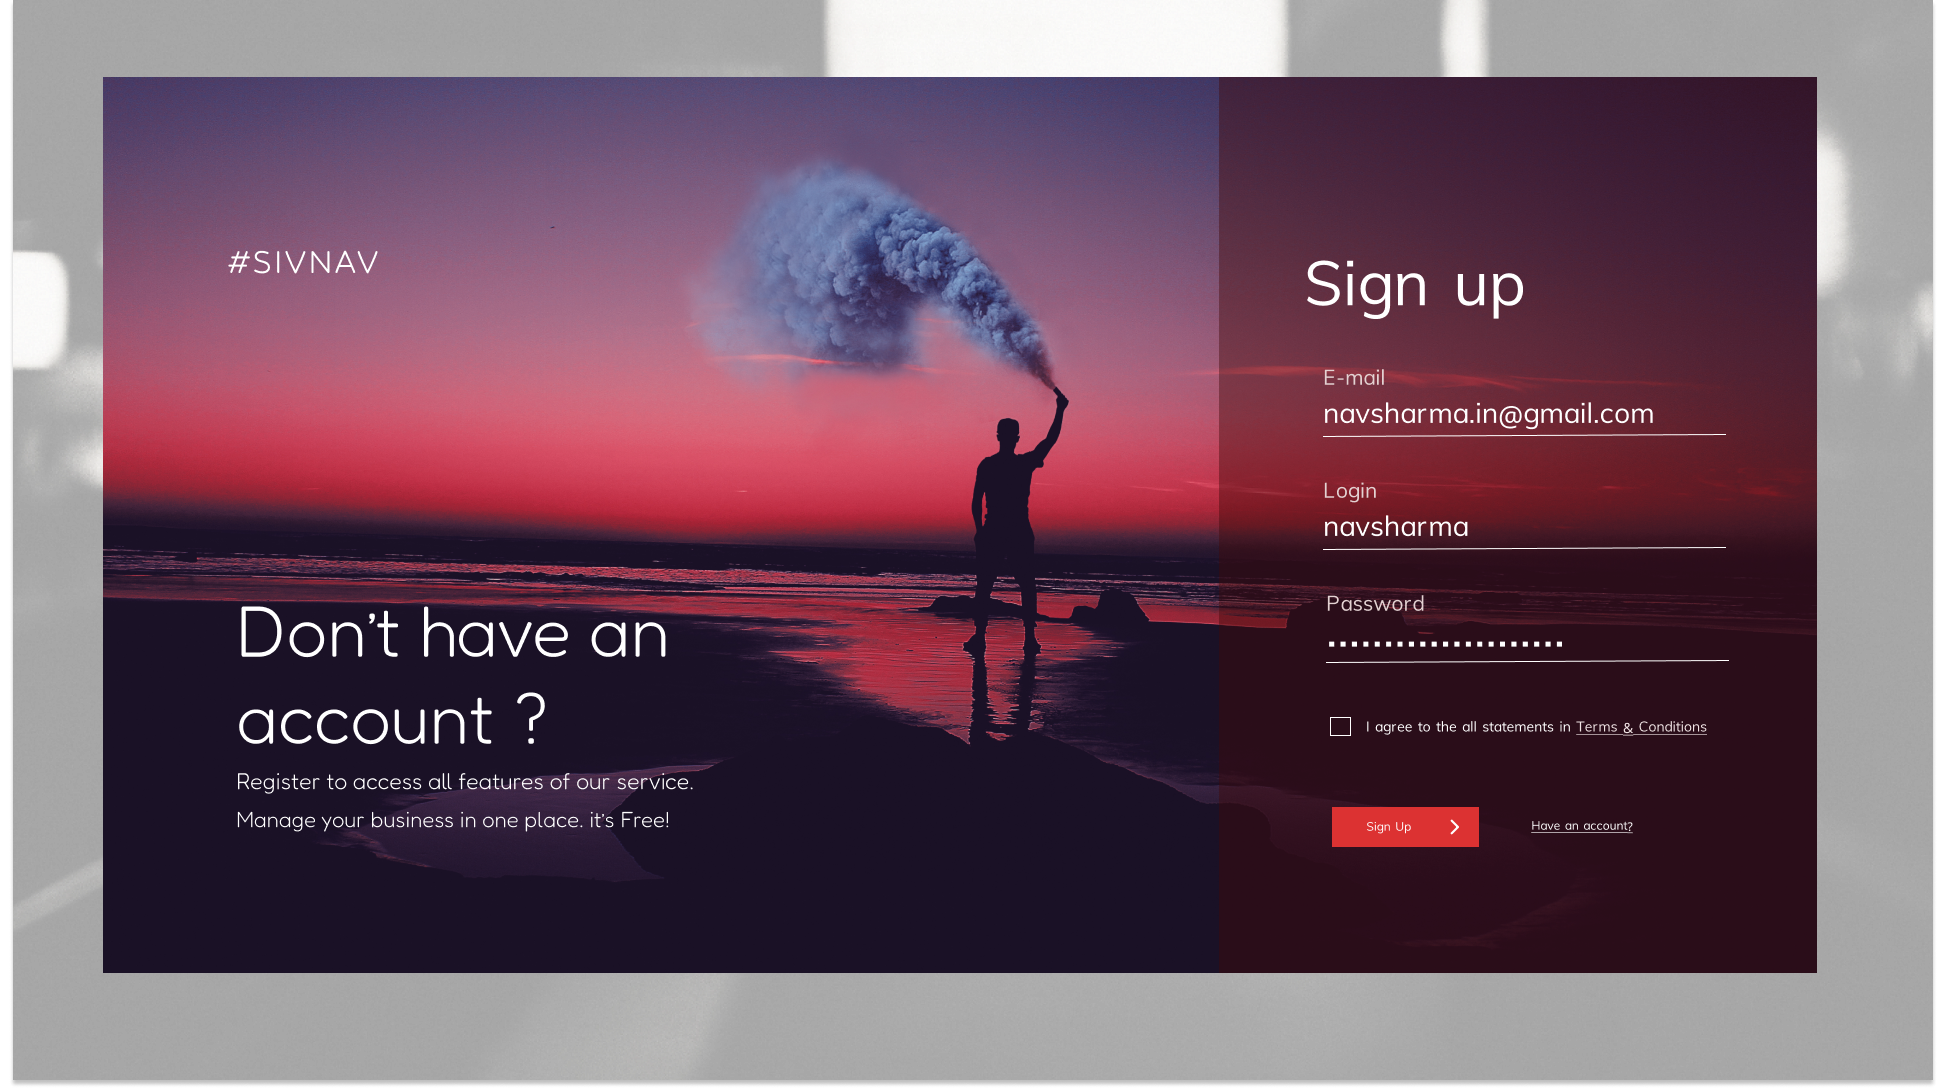 #SIVNAV
Don’t have an
account ?
Register to access all features of our service.
Manage your business in one place. it’s Free!
Sign up
E-mail
navsharma.in@gmail.com
Login
navsharma
Password
I agree to the all statements in Terms & Conditions
Sign Up
Have an account?